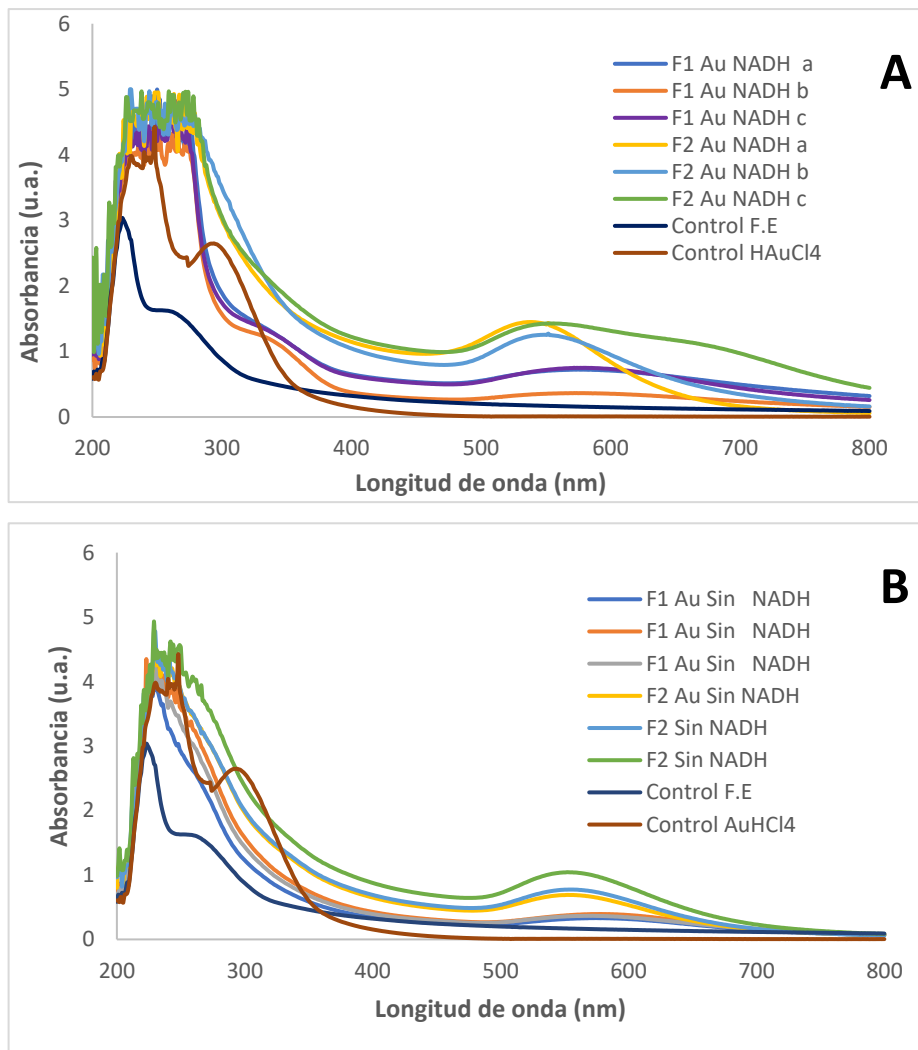 A
6
5
4
3
2
1
0
Absorbancia (u.a.)
F1 Au NADH  a
F1 Au NADH b
F1 Au NADH c
F2 Au NADH a
F2 Au NADH b
F2 Au NADH c
Control F.E
Control HAuCl4
200 300 400 500 600 700 800
Longitud de onda (nm)
B
6
5
4
3
2
1
0
Absorbancia (u.a.)
F1 Au Sin   NADH
F1 Au Sin   NADH
F1 Au Sin   NADH
F2 Au Sin NADH
F2 Sin NADH
F2 Sin NADH
Control F.E
Control AuHCl4
200 300 400 500 600 700 800
Longitud de onda (nm)